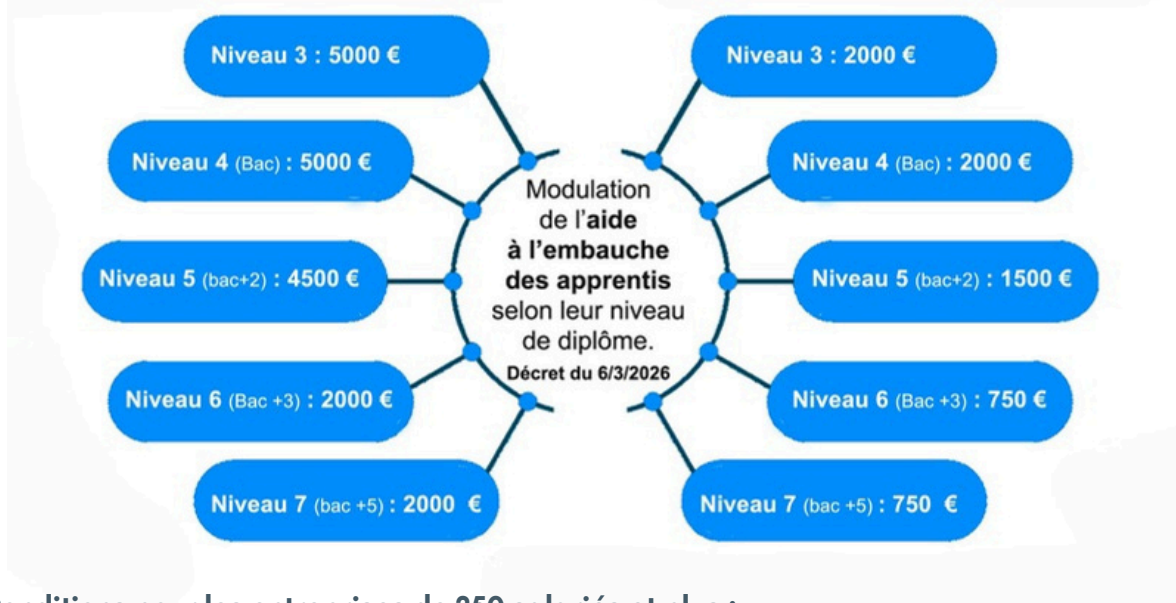 Niveau 3 : 5000 €
Niveau 4 (Bac) : 5000 €
Niveau 5 (bac+2) : 4500 €
Niveau 6 (Bac +3) : 2000 €
Niveau 7 (bac +5) : 2000 €
Modulation
de l’aide
à l’embauche
des apprentis
selon leur niveau
de diplôme.
Décret du 6/3/2026
Niveau 3 : 2000 €
Niveau 4 (Bac) : 2000 €
Niveau 5 (bac+2) : 1500 €
Niveau 6 (Bac +3) : 750 €
Niveau 7 (bac +5) : 750 €